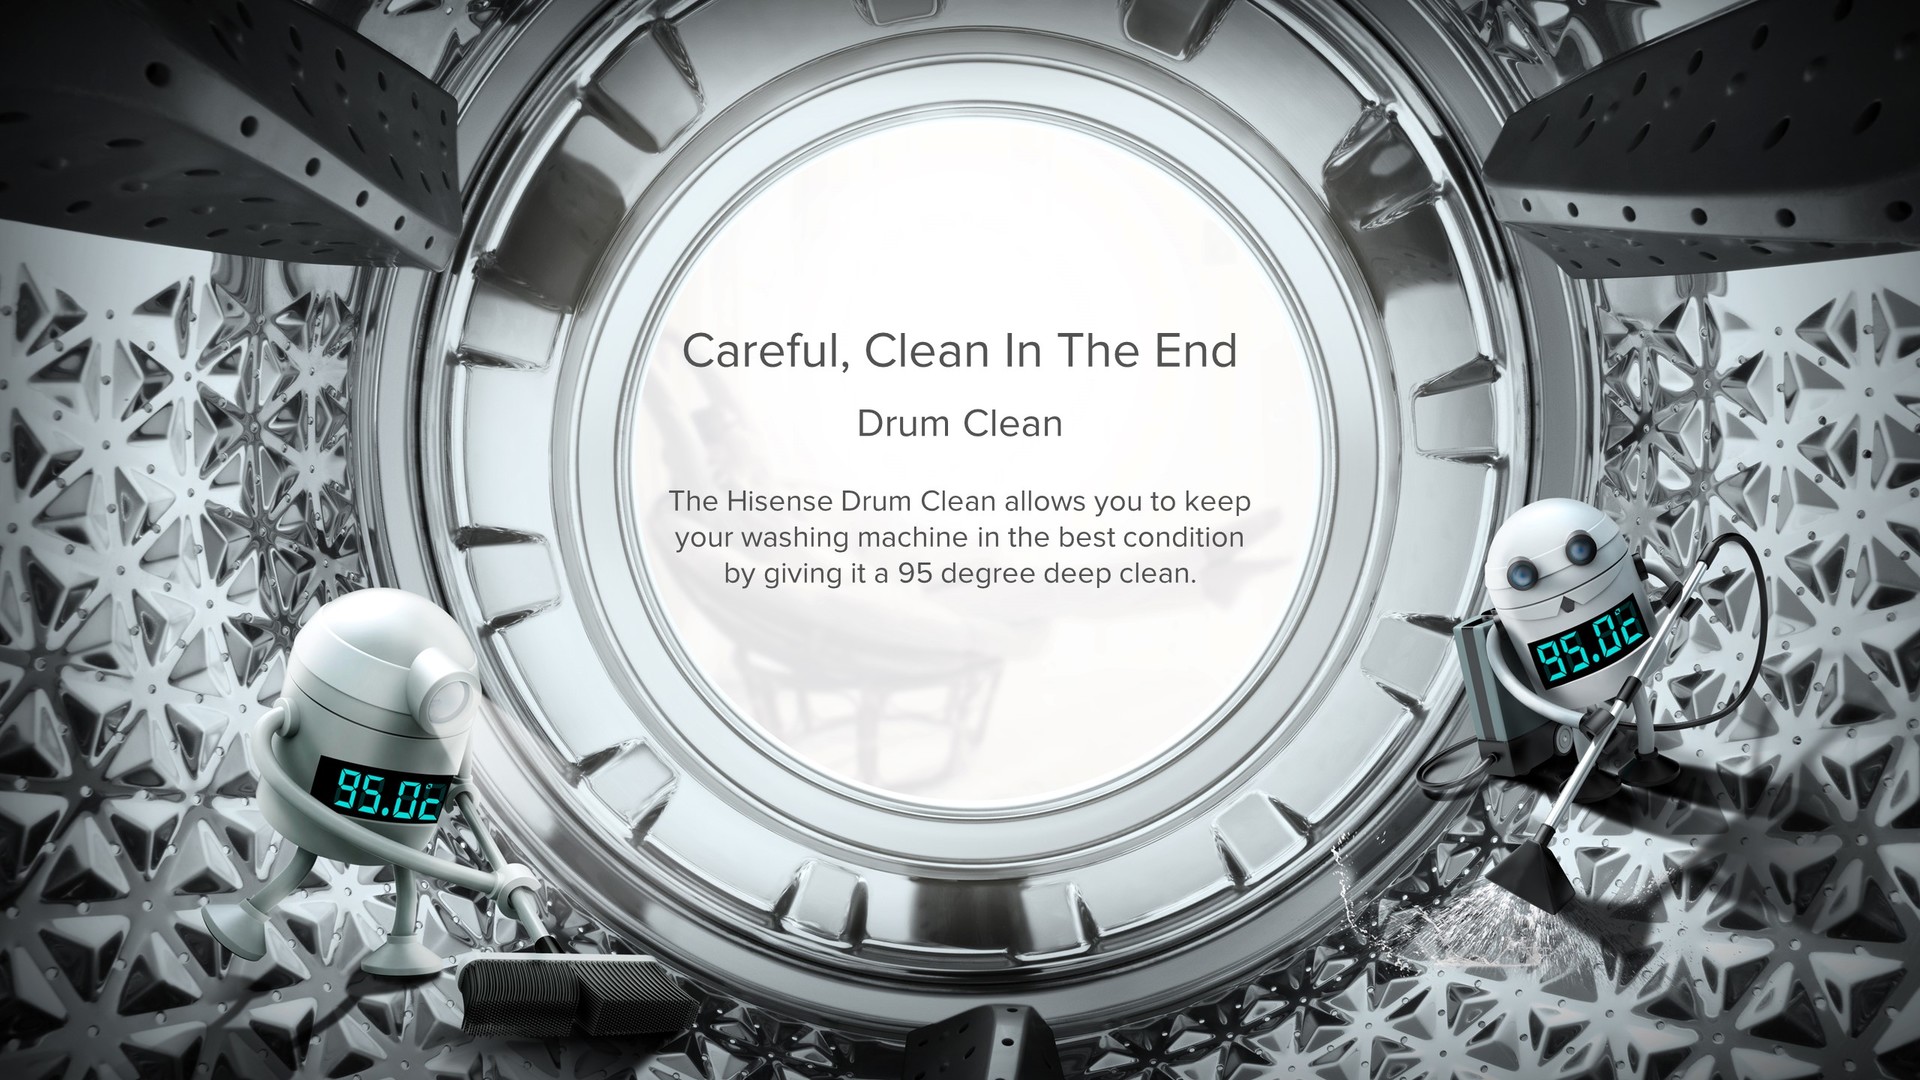 Careful, Clean In The End
Drum Clean
The Hisense Drum Clean allows you to keep
your washing machine in the best condition
by giving it a 95 degree deep clean.
95.0°c
95.0°c